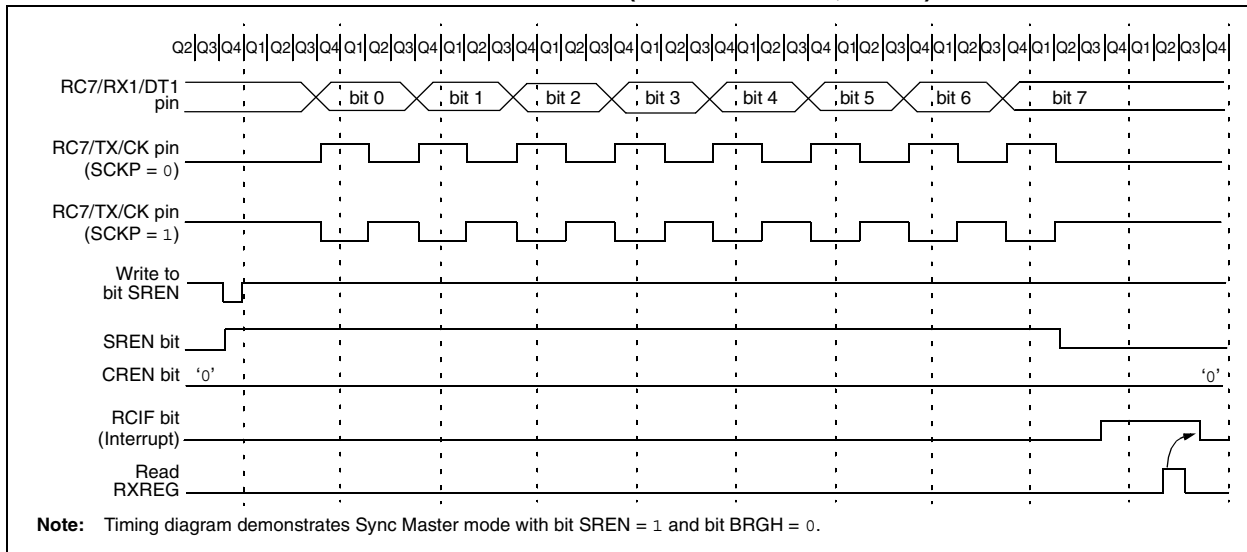 Q2 Q3 Q4 Q1 Q2 Q3 Q4 Q1 Q2 Q3 Q4 Q1 Q2 Q3 Q4 Q1 Q2 Q3 Q4 Q1 Q2 Q3 Q4 Q1 Q2 Q3 Q4 Q1 Q2 Q3 Q4 Q1 Q2 Q3 Q4 Q1 Q2 Q3 Q4 Q1 Q2 Q3 Q4
RC7/RX1/DT1
pin
bit 0 bit 1 bit 2 bit 3 bit 4 bit 5 bit 6 bit 7
RC7/TX/CK pin
(SCKP = 0)
RC7/TX/CK pin
(SCKP = 1)
Write to
bit SREN
SREN bit
CREN bit ‘0’ ‘0’
RCIF bit
(Interrupt)
Read
RXREG
Note: Timing diagram demonstrates Sync Master mode with bit SREN = 1 and bit BRGH = 0.